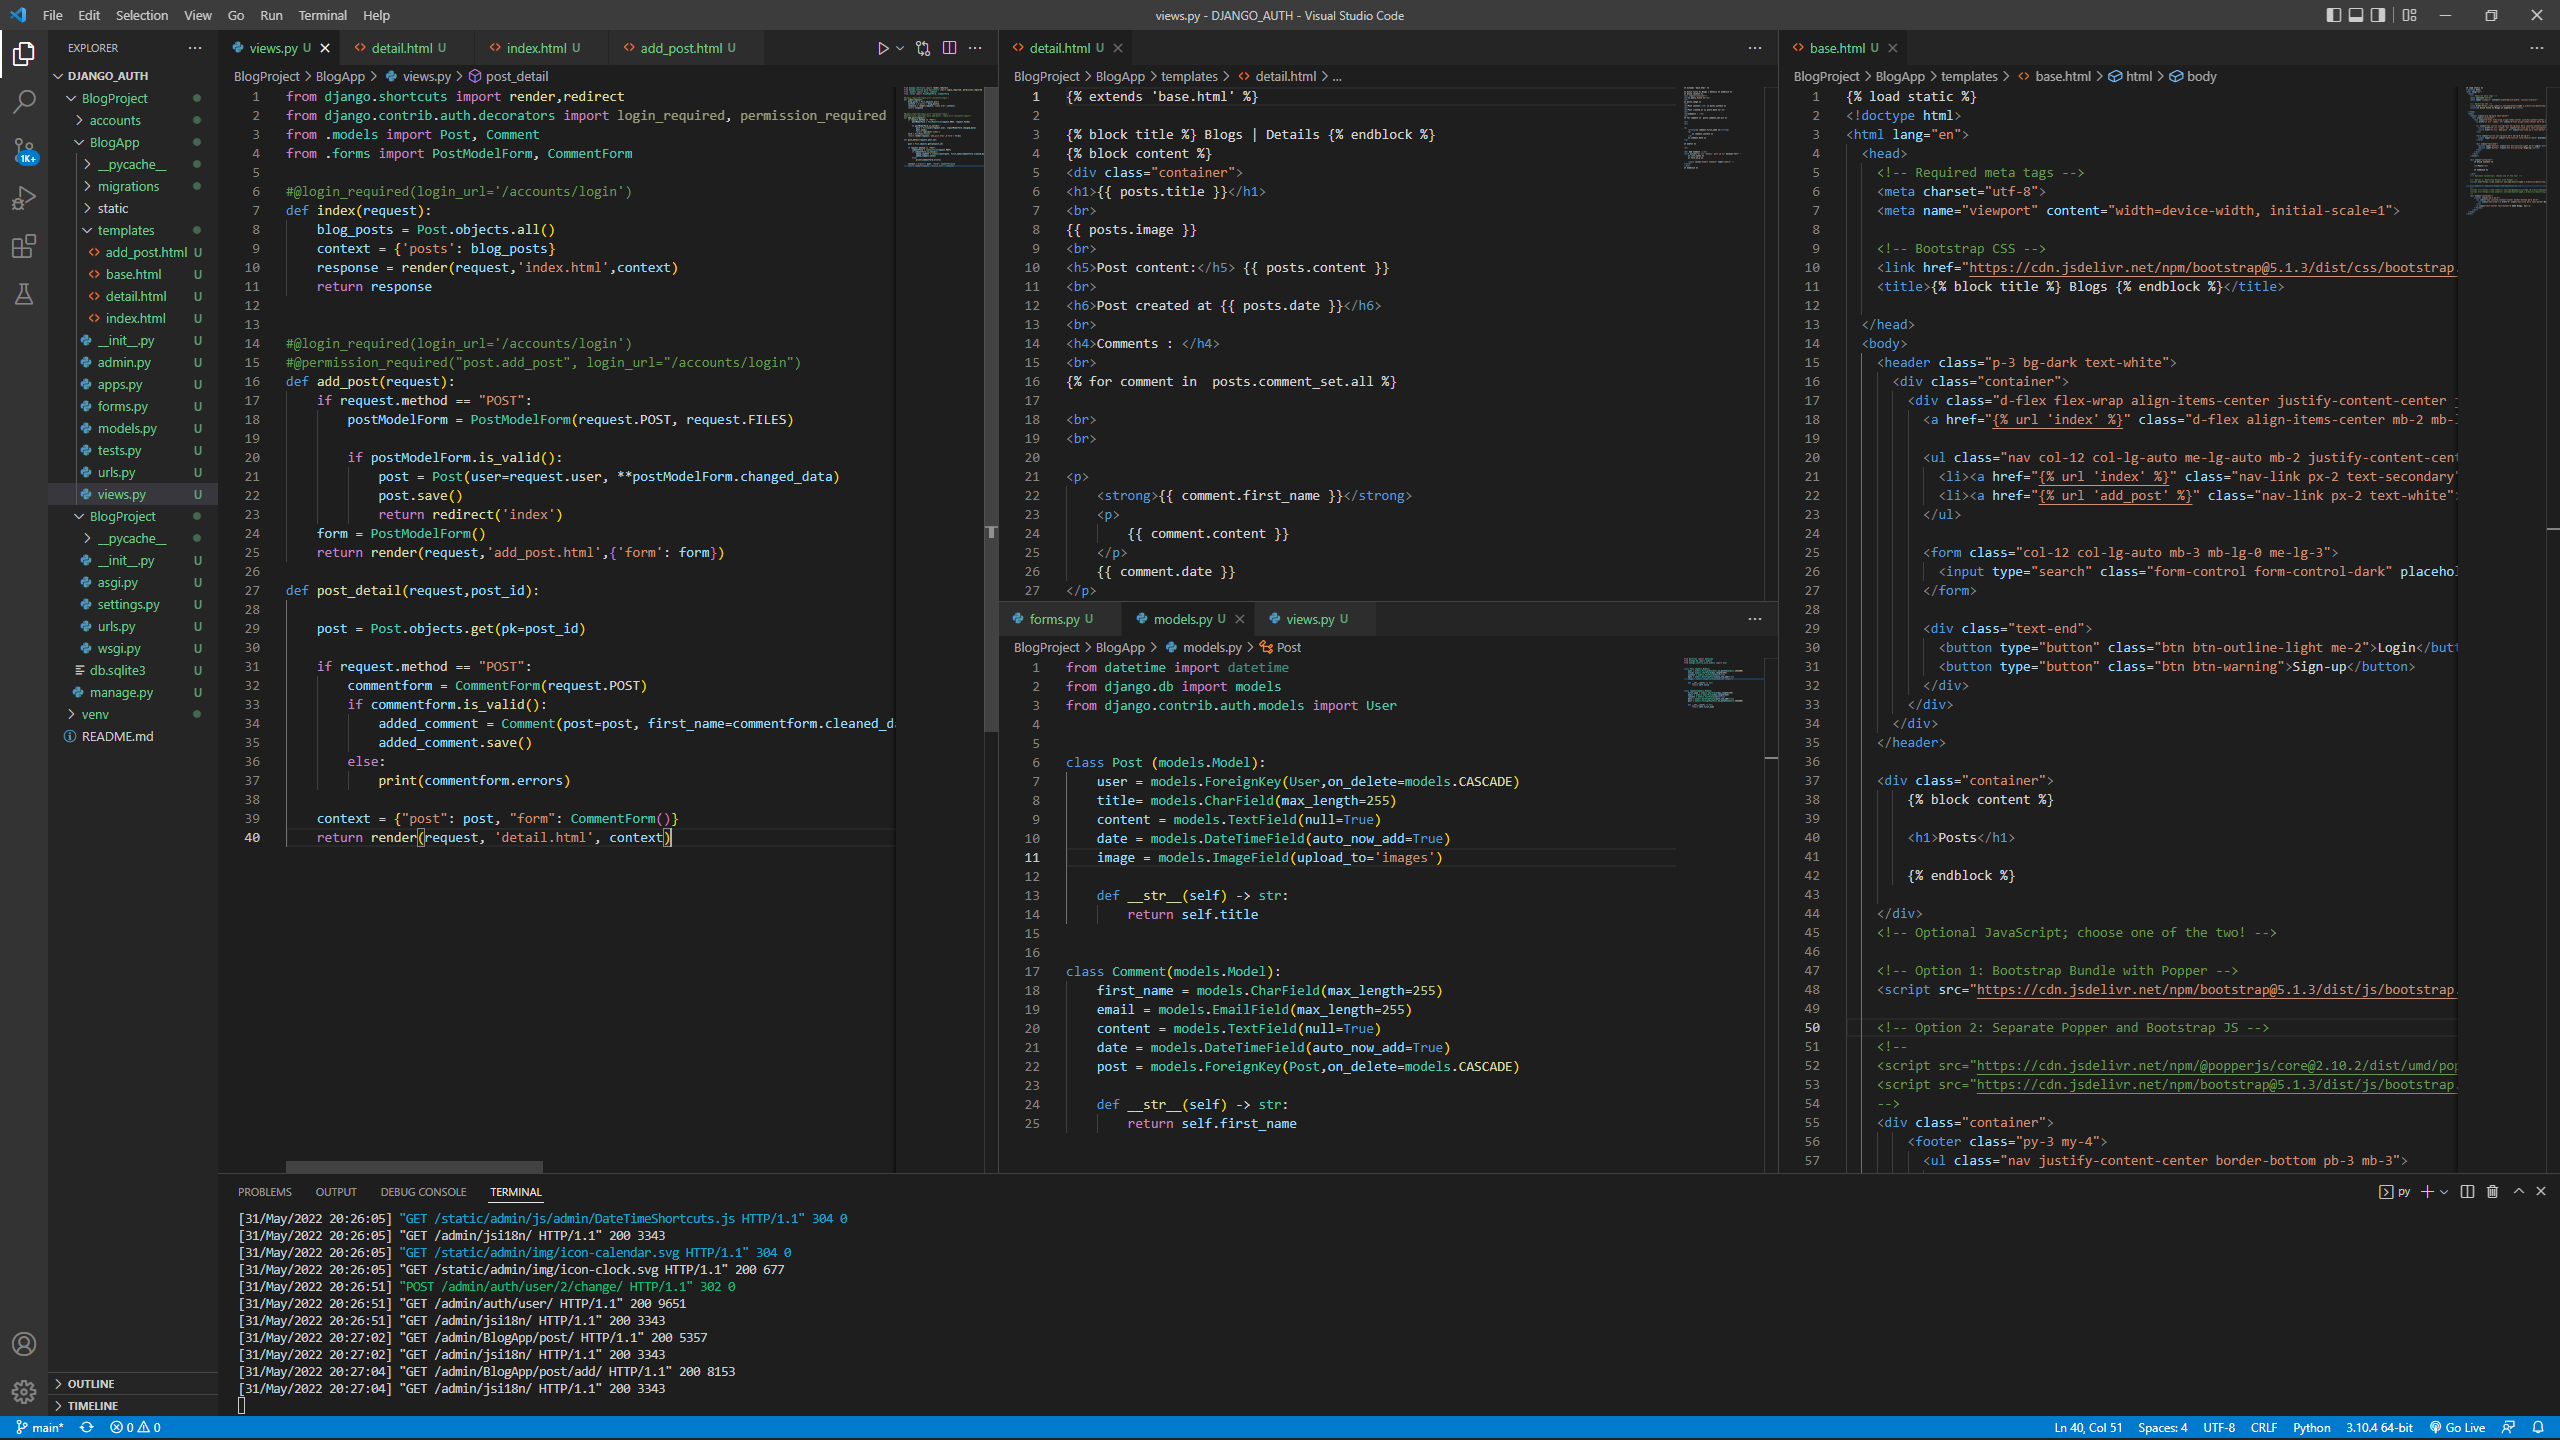 File Edit Selection View Go Run Terminal Help
views.py - DJANGO_AUTH - Visual Studio Code
EXPLORER
DJANGO_AUTH
BlogProject
accounts
BlogApp
__pycache__
migrations
static
templates
add_post.html U
base.html U
detail.html U
index.html U
__init__.py U
admin.py U
apps.py U
forms.py U
models.py U
tests.py U
urls.py U
views.py U
BlogProject
__pycache__
__init__.py U
asgi.py U
settings.py U
urls.py U
wsgi.py U
db.sqlite3 U
manage.py U
venv
README.md
OUTLINE
TIMELINE
1K+
views.py U detail.html U index.html U add_post.html U
BlogProject > BlogApp > views.py > post_detail
1 from django.shortcuts import render,redirect
2 from django.contrib.auth.decorators import login_required, permission_required
3 from .models import Post, Comment
4 from .forms import PostModelForm, CommentForm
5
6 #@login_required(login_url='/accounts/login')
7 def index(request):
8 blog_posts = Post.objects.all()
9 context = {'posts': blog_posts}
10 response = render(request,'index.html',context)
11 return response
12
13
14 #@login_required(login_url='/accounts/login')
15 #@permission_required("post.add_post", login_url="/accounts/login")
16 def add_post(request):
17 if request.method == "POST":
18 postModelForm = PostModelForm(request.POST, request.FILES)
19
20 if postModelForm.is_valid():
21 post = Post(user=request.user, **postModelForm.changed_data)
22 post.save()
23 return redirect('index')
24 form = PostModelForm()
25 return render(request,'add_post.html',{'form': form})
26
27 def post_detail(request,post_id):
28
29 post = Post.objects.get(pk=post_id)
30
31 if request.method == "POST":
32 commentform = CommentForm(request.POST)
33 if commentform.is_valid():
34 added_comment = Comment(post=post, first_name=commentform.cleaned_d
35 added_comment.save()
36 else:
37 print(commentform.errors)
38
39 context = {"post": post, "form": CommentForm()}
40 return render(request, 'detail.html', context)
detail.html U
BlogProject > BlogApp > templates > detail.html > ...
1 {% extends 'base.html' %}
2
3 {% block title %} Blogs | Details {% endblock %}
4 {% block content %}
5 <div class="container">
6 <h1>{{ posts.title }}</h1>
7 <br>
8 {{ posts.image }}
9 <br>
10 <h5>Post content:</h5> {{ posts.content }}
11 <br>
12 <h6>Post created at {{ posts.date }}</h6>
13 <br>
14 <h4>Comments : </h4>
15 <br>
16 {% for comment in  posts.comment_set.all %}
17
18 <br>
19 <br>
20
21 <p>
22 <strong>{{ comment.first_name }}</strong>
23 <p>
24 {{ comment.content }}
25 </p>
26 {{ comment.date }}
27 </p>
forms.py U models.py U views.py U
BlogProject > BlogApp > models.py > Post
1 from datetime import datetime
2 from django.db import models
3 from django.contrib.auth.models import User
4
5
6 class Post (models.Model):
7 user = models.ForeignKey(User,on_delete=models.CASCADE)
8 title= models.CharField(max_length=255)
9 content = models.TextField(null=True)
10 date = models.DateTimeField(auto_now_add=True)
11 image = models.ImageField(upload_to='images')
12
13 def __str__(self) -> str:
14 return self.title
15
16
17 class Comment(models.Model):
18 first_name = models.CharField(max_length=255)
19 email = models.EmailField(max_length=255)
20 content = models.TextField(null=True)
21 date = models.DateTimeField(auto_now_add=True)
22 post = models.ForeignKey(Post,on_delete=models.CASCADE)
23
24 def __str__(self) -> str:
25 return self.first_name
base.html U
BlogProject > BlogApp > templates > base.html > html > body
1 {% load static %}
2 <!doctype html>
3 <html lang="en">
4 <head>
5 <!-- Required meta tags -->
6 <meta charset="utf-8">
7 <meta name="viewport" content="width=device-width, initial-scale=1">
8
9 <!-- Bootstrap CSS -->
10 <link href="https://cdn.jsdelivr.net/npm/bootstrap@5.1.3/dist/css/bootstrap.
11 <title>{% block title %} Blogs {% endblock %}</title>
12
13 </head>
14 <body>
15 <header class="p-3 bg-dark text-white">
16 <div class="container">
17 <div class="d-flex flex-wrap align-items-center justify-content-center
18 <a href="{% url 'index' %}" class="d-flex align-items-center mb-2 mb-
19
20 <ul class="nav col-12 col-lg-auto me-lg-auto mb-2 justify-content-cent
21 <li><a href="{% url 'index' %}" class="nav-link px-2 text-secondary"
22 <li><a href="{% url 'add_post' %}" class="nav-link px-2 text-white"
23 </ul>
24
25 <form class="col-12 col-lg-auto mb-3 mb-lg-0 me-lg-3">
26 <input type="search" class="form-control form-control-dark" placehol
27 </form>
28
29 <div class="text-end">
30 <button type="button" class="btn btn-outline-light me-2">Login</butt
31 <button type="button" class="btn btn-warning">Sign-up</button>
32 </div>
33 </div>
34 </div>
35 </header>
36
37 <div class="container">
38 {% block content %}
39
40 <h1>Posts</h1>
41
42 {% endblock %}
43
44 </div>
45 <!-- Optional JavaScript; choose one of the two! -->
46
47 <!-- Option 1: Bootstrap Bundle with Popper -->
48 <script src="https://cdn.jsdelivr.net/npm/bootstrap@5.1.3/dist/js/bootstrap.
49
50 <!-- Option 2: Separate Popper and Bootstrap JS -->
51 <!--
52 <script src="https://cdn.jsdelivr.net/npm/@popperjs/core@2.10.2/dist/umd/pop
53 <script src="https://cdn.jsdelivr.net/npm/bootstrap@5.1.3/dist/js/bootstrap.
54 -->
55 <div class="container">
56 <footer class="py-3 my-4">
57 <ul class="nav justify-content-center border-bottom pb-3 mb-3">
PROBLEMS OUTPUT DEBUG CONSOLE TERMINAL
py
[31/May/2022 20:26:05] "GET /static/admin/js/admin/DateTimeShortcuts.js HTTP/1.1" 304 0
[31/May/2022 20:26:05] "GET /admin/jsi18n/ HTTP/1.1" 200 3343
[31/May/2022 20:26:05] "GET /static/admin/img/icon-calendar.svg HTTP/1.1" 304 0
[31/May/2022 20:26:05] "GET /static/admin/img/icon-clock.svg HTTP/1.1" 200 677
[31/May/2022 20:26:51] "POST /admin/auth/user/2/change/ HTTP/1.1" 302 0
[31/May/2022 20:26:51] "GET /admin/auth/user/ HTTP/1.1" 200 9651
[31/May/2022 20:26:51] "GET /admin/jsi18n/ HTTP/1.1" 200 3343
[31/May/2022 20:27:02] "GET /admin/BlogApp/post/ HTTP/1.1" 200 5357
[31/May/2022 20:27:02] "GET /admin/jsi18n/ HTTP/1.1" 200 3343
[31/May/2022 20:27:04] "GET /admin/BlogApp/post/add/ HTTP/1.1" 200 8153
[31/May/2022 20:27:04] "GET /admin/jsi18n/ HTTP/1.1" 200 3343
main* 0 0 Ln 40, Col 51 Spaces: 4 UTF-8 CRLF Python 3.10.4 64-bit Go Live